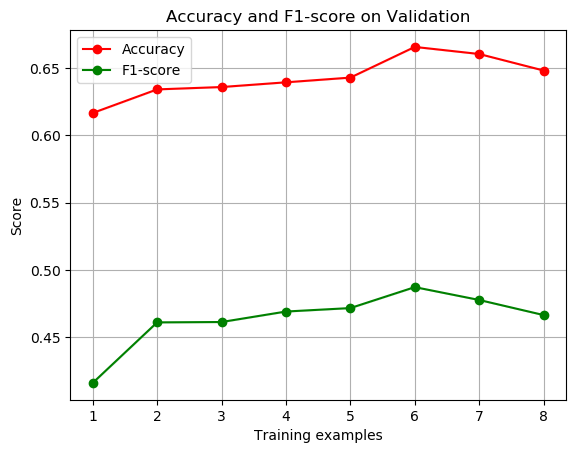 Accuracy and F1-score on Validation
Accuracy
F1-score
0.65
0.60
0.55
0.50
0.45
Score
1 2 3 4 5 6 7 8
Training examples